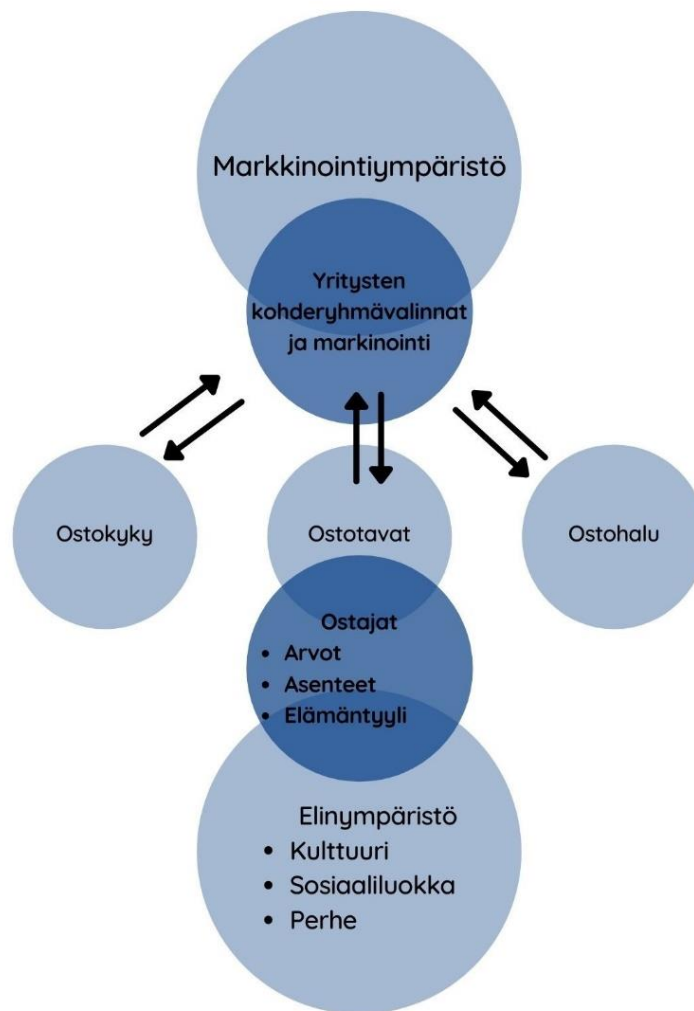 Markkinointiympäristö
Yritysten
kohderyhmävalinnat
ja markinointi
Ostokyky
Ostotavat
Ostohalu
Ostajat
• Arvot
• Asenteet
• Elämäntyyli
Elinympäristö
• Kulttuuri
• Sosiaaliluokka
• Perhe